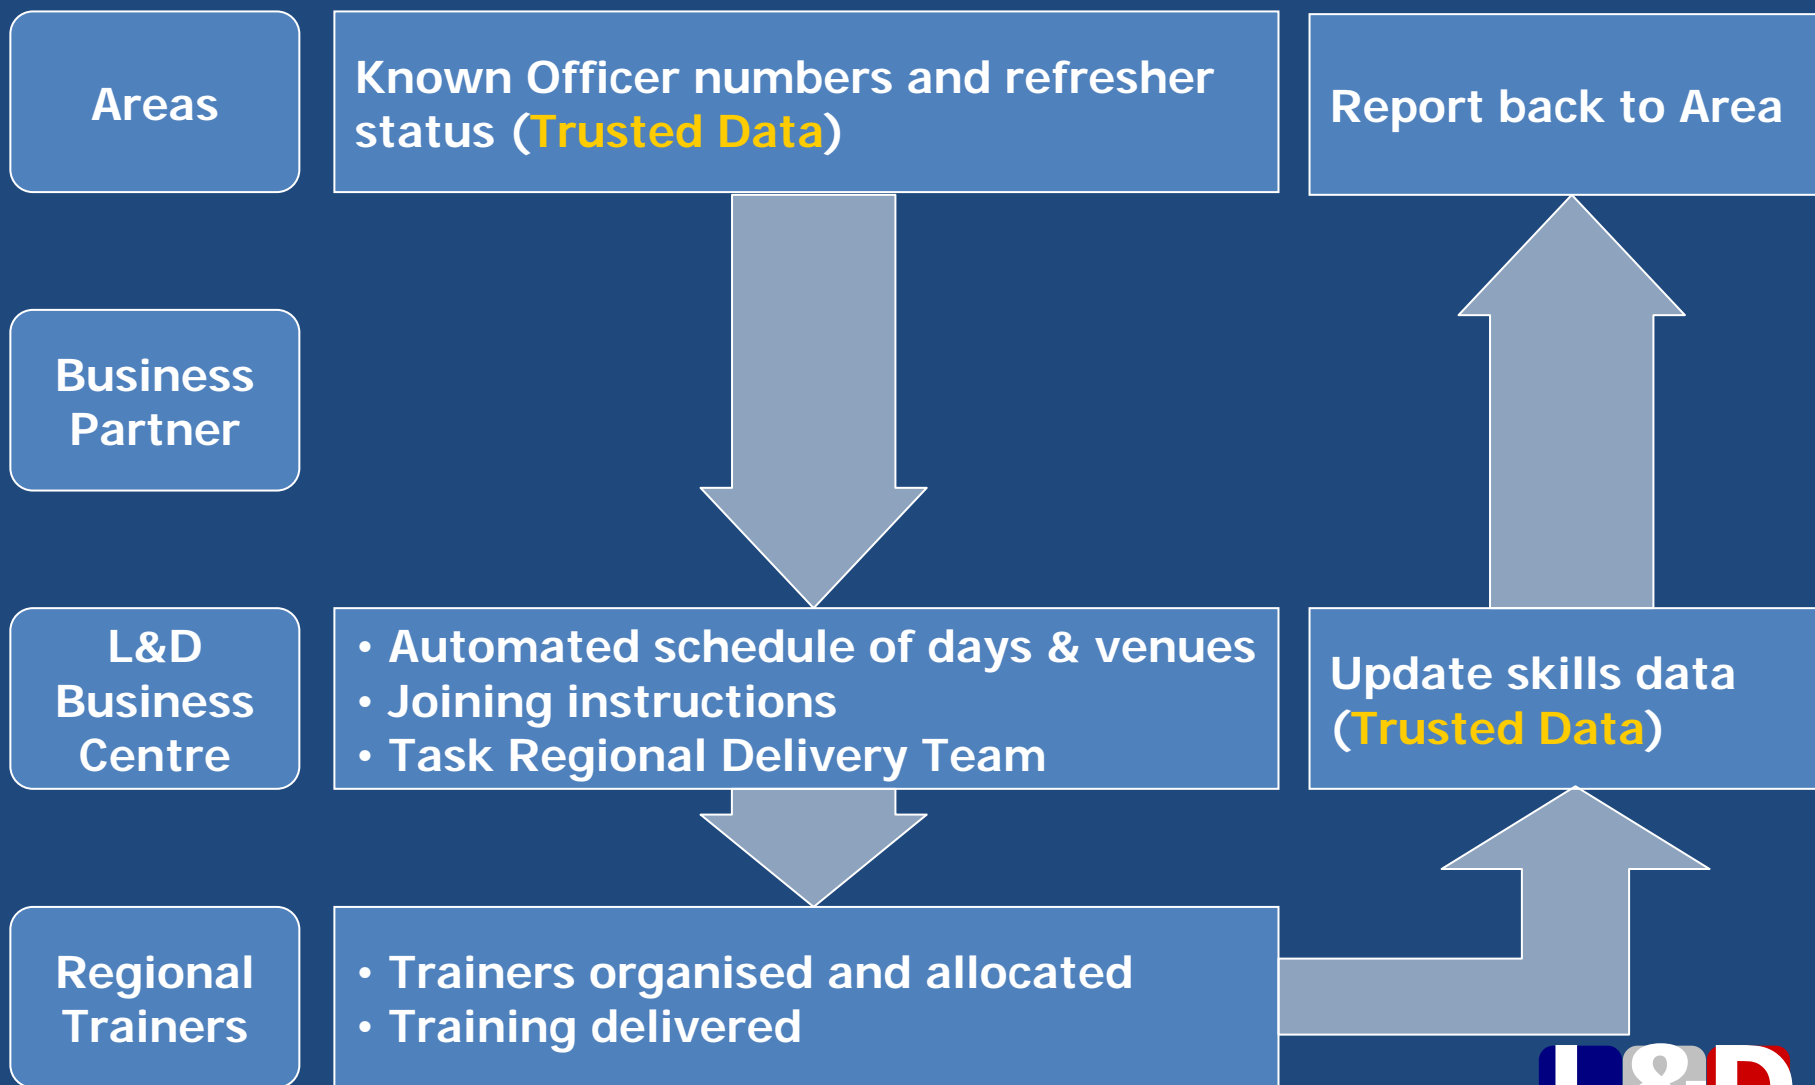 Areas
Known Officer numbers and refresher
status (Trusted Data)
Report back to Area
Business
Partner
L&D
Business
Centre
• Automated schedule of days & venues
• Joining instructions
• Task Regional Delivery Team
Update skills data
(Trusted Data)
Regional
Trainers
• Trainers organised and allocated
• Training delivered
L&D